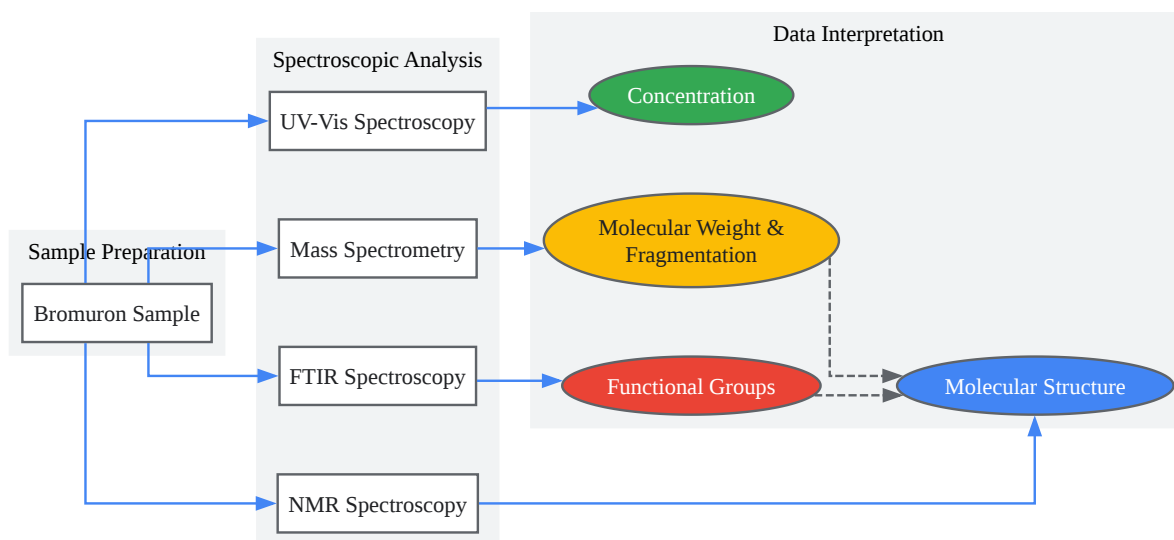 Data Interpretation
Spectroscopic Analysis
Concentration
UV-Vis Spectroscopy
Molecular Weight &
Fragmentation
Mass Spectrometry
Sample Preparation
Bromuron Sample
FTIR Spectroscopy
Functional Groups
Molecular Structure
NMR Spectroscopy